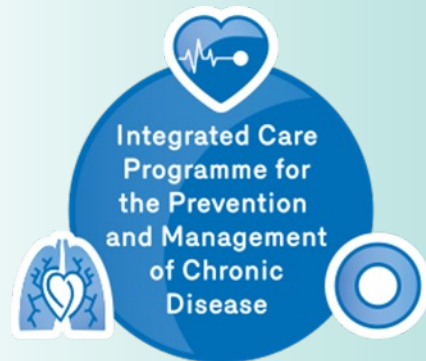 Integrated Care
Programme for
the Prevention
and Management
of Chronic
Disease